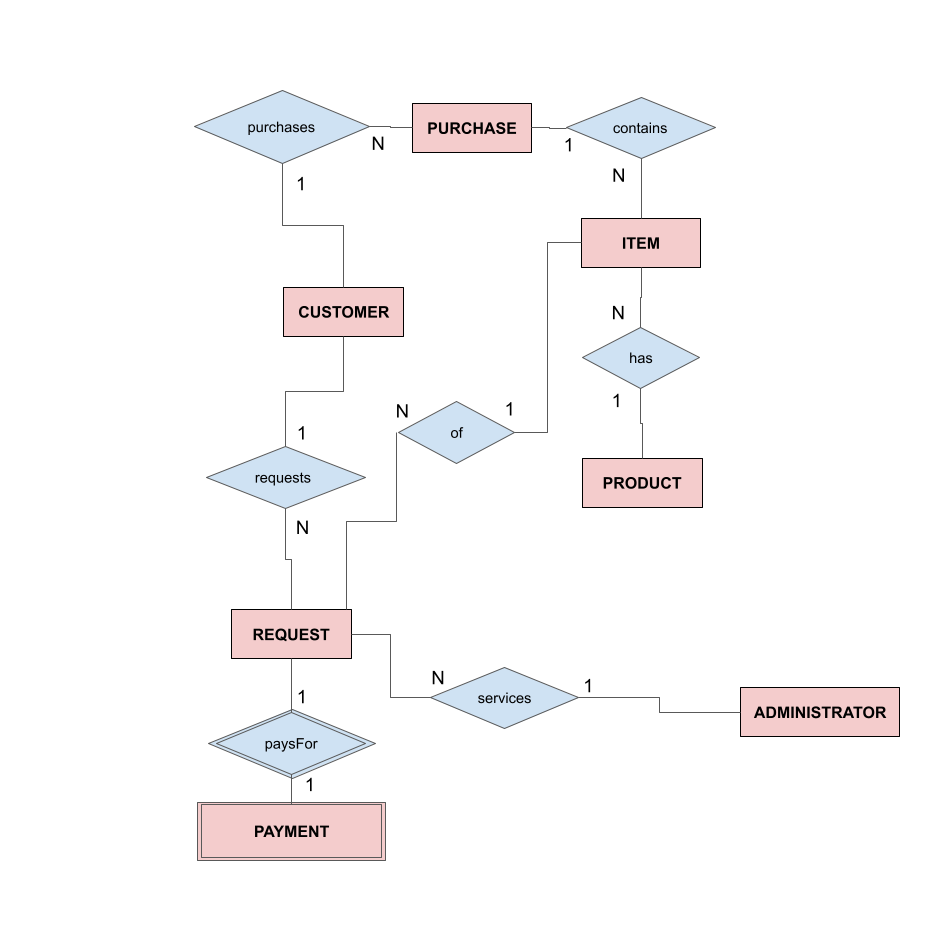 purchases
PURCHASE
contains
N
1
1
N
ITEM
CUSTOMER
N
has
1
N
1
of
1
requests
PRODUCT
N
REQUEST
N
1
services
1
ADMINISTRATOR
paysFor
1
PAYMENT